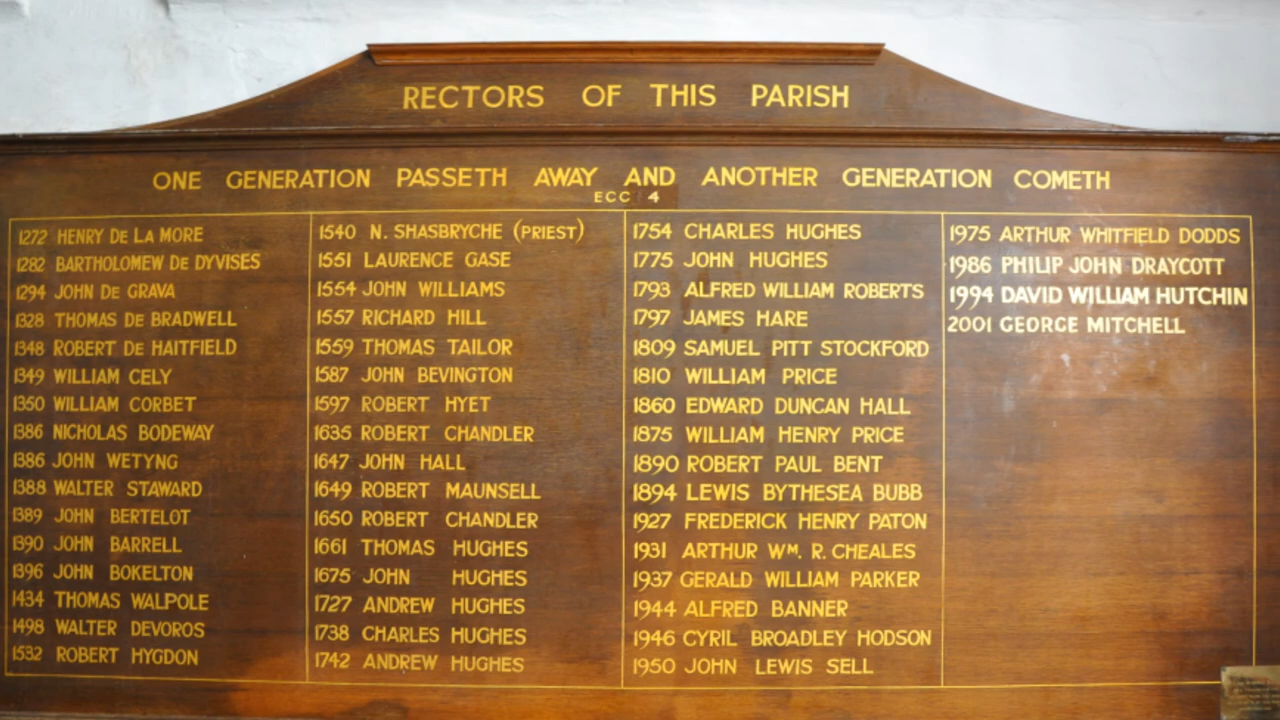 RECTORS OF THIS PARISH
ONE GENERATION PASSETH AWAY AND ANOTHER GENERATION COMETH
ECC 4
1272 HENRY DE LA MORE
1282 BARTHOLOMEW DE DYVISES
1294 JOHN DE GRAVA
1328 THOMAS DE BRADWELL
1348 ROBERT DE HAITFIELD
1349 WILLIAM CELY
1350 WILLIAM CORBET
1386 NICHOLAS BODEWAY
1386 JOHN WETYNG
1388 WALTER STAWARD
1389 JOHN BERTELOT
1390 JOHN BARRELL
1396 JOHN BOKELTON
1434 THOMAS WALPOLE
1498 WALTER DEVOROS
1532 ROBERT HYGDON
1540 N. SHASBRYCHE (PRIEST)
1551 LAURENCE GASE
1554 JOHN WILLIAMS
1557 RICHARD HILL
1559 THOMAS TAILOR
1587 JOHN BEVINGTON
1597 ROBERT HYET
1635 ROBERT CHANDLER
1647 JOHN HALL
1649 ROBERT MAUNSELL
1650 ROBERT CHANDLER
1661 THOMAS HUGHES
1675 JOHN HUGHES
1727 ANDREW HUGHES
1738 CHARLES HUGHES
1742 ANDREW HUGHES
1754 CHARLES HUGHES
1775 JOHN HUGHES
1793 ALFRED WILLIAM ROBERTS
1797 JAMES HARE
1809 SAMUEL PITT STOCKFORD
1810 WILLIAM PRICE
1860 EDWARD DUNCAN HALL
1875 WILLIAM HENRY PRICE
1890 ROBERT PAUL BENT
1894 LEWIS BYTHESEA BUBB
1927 FREDERICK HENRY PATON
1931 ARTHUR WM. R. CHEALES
1937 GERALD WILLIAM PARKER
1944 ALFRED BANNER
1946 CYRIL BROADLEY HODSON
1950 JOHN LEWIS SELL
1975 ARTHUR WHITFIELD DODDS
1986 PHILIP JOHN DRAYCOTT
1994 DAVID WILLIAM HUTCHIN
2001 GEORGE MITCHELL